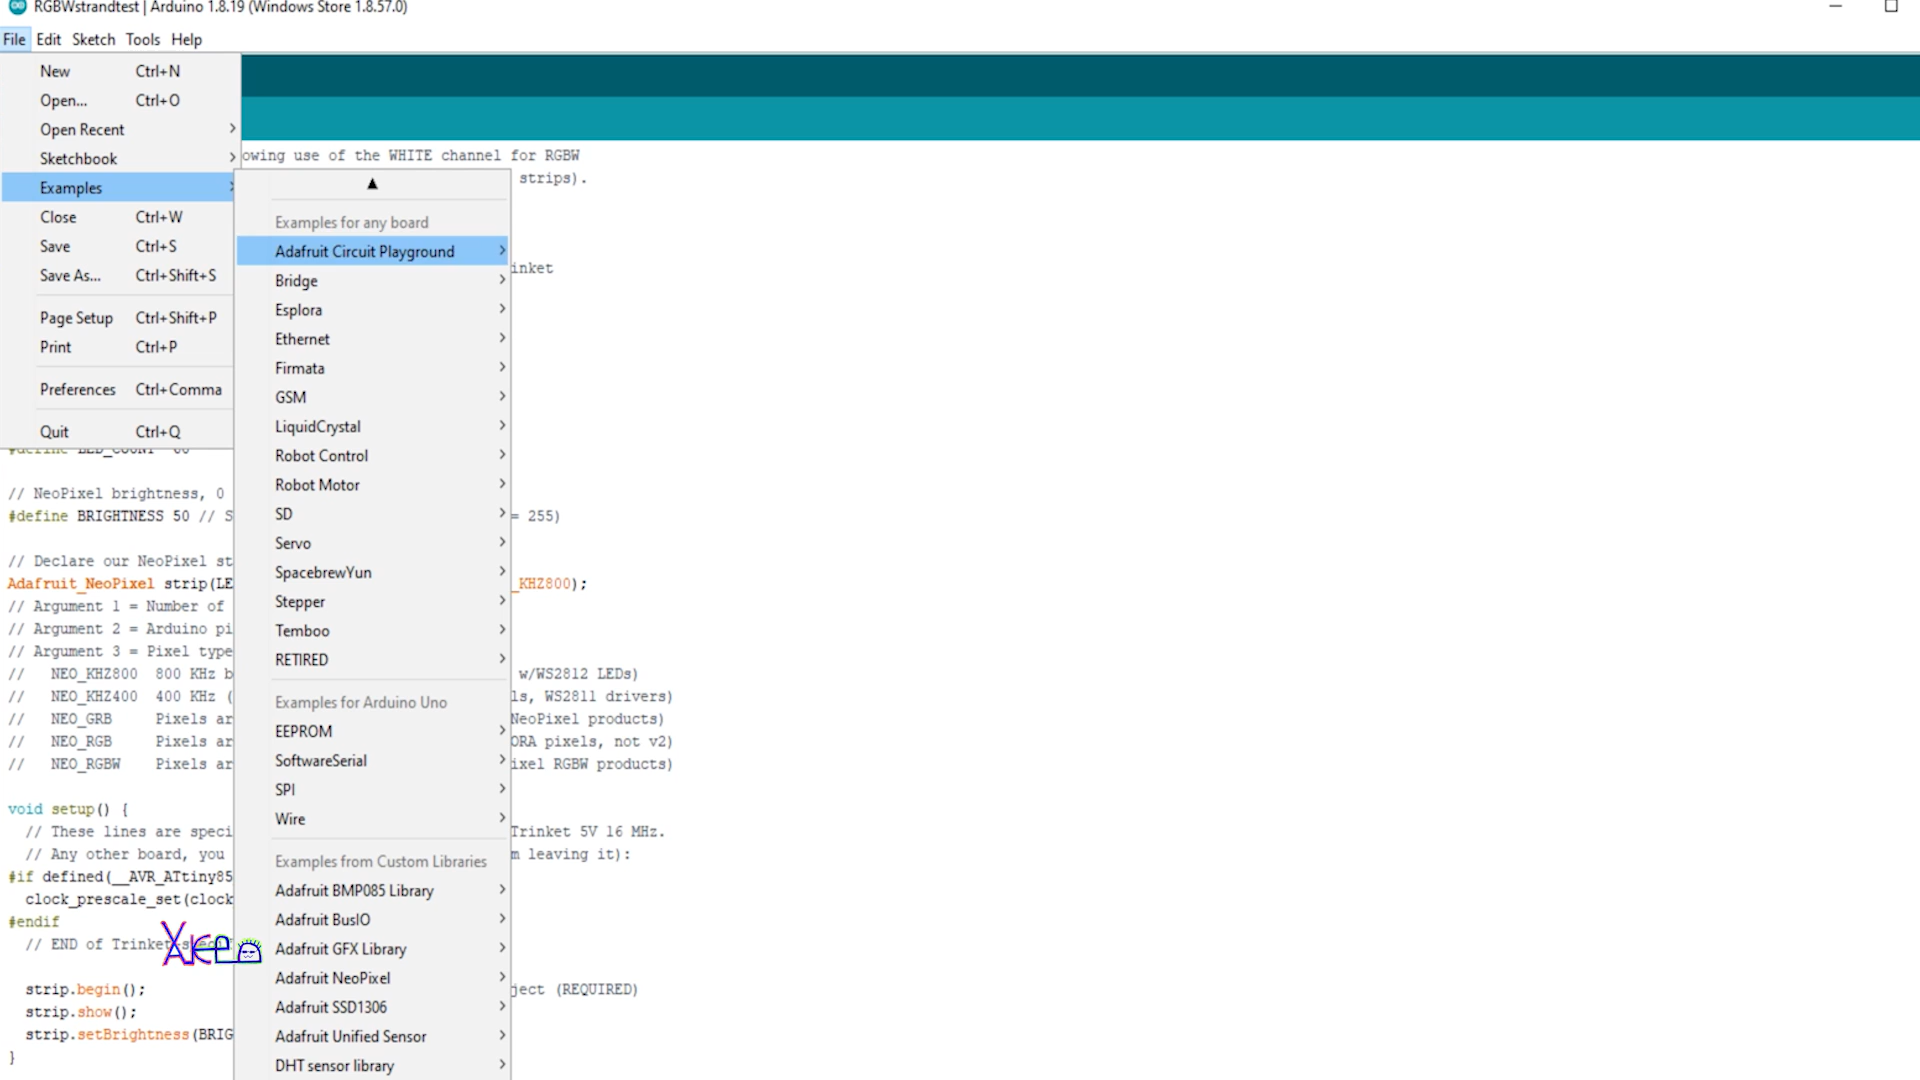 RGBWstrandtest | Arduino 1.8.19 (Windows Store 1.8.57.0)
File Edit Sketch Tools Help
New Ctrl+N
Open... Ctrl+O
Open Recent
Sketchbook
Examples
Close Ctrl+W
Save Ctrl+S
Save As... Ctrl+Shift+S
Page Setup Ctrl+Shift+P
Print Ctrl+P
Preferences Ctrl+Comma
Quit Ctrl+Q
Examples for any board
Adafruit Circuit Playground
Bridge
Esplora
Ethernet
Firmata
GSM
LiquidCrystal
Robot Control
Robot Motor
SD
Servo
SpacebrewYun
Stepper
Temboo
RETIRED
Examples for Arduino Uno
EEPROM
SoftwareSerial
SPI
Wire
Examples from Custom Libraries
Adafruit BMP085 Library
Adafruit BusIO
Adafruit GFX Library
Adafruit NeoPixel
Adafruit SSD1306
Adafruit Unified Sensor
DHT sensor library
owing use of the WHITE channel for RGBW
strips).
inket
#define LED_COUNT 60
// NeoPixel brightness, 0
#define BRIGHTNESS 50 // S = 255)
// Declare our NeoPixel st
Adafruit_NeoPixel strip(LE _KHZ800);
// Argument 1 = Number of
// Argument 2 = Arduino pi
// Argument 3 = Pixel type
// NEO_KHZ800 800 KHz b w/WS2812 LEDs)
// NEO_KHZ400 400 KHz ( ls, WS2811 drivers)
// NEO_GRB Pixels ar NeoPixel products)
// NEO_RGB Pixels ar ORA pixels, not v2)
// NEO_RGBW Pixels ar ixel RGBW products)
void setup() {
// These lines are speci Trinket 5V 16 MHz.
// Any other board, you m leaving it):
#if defined(__AVR_ATtiny85
clock_prescale_set(clock
#endif
// END of Trinket-speci
strip.begin(); ject (REQUIRED)
strip.show();
strip.setBrightness(BRIG
}